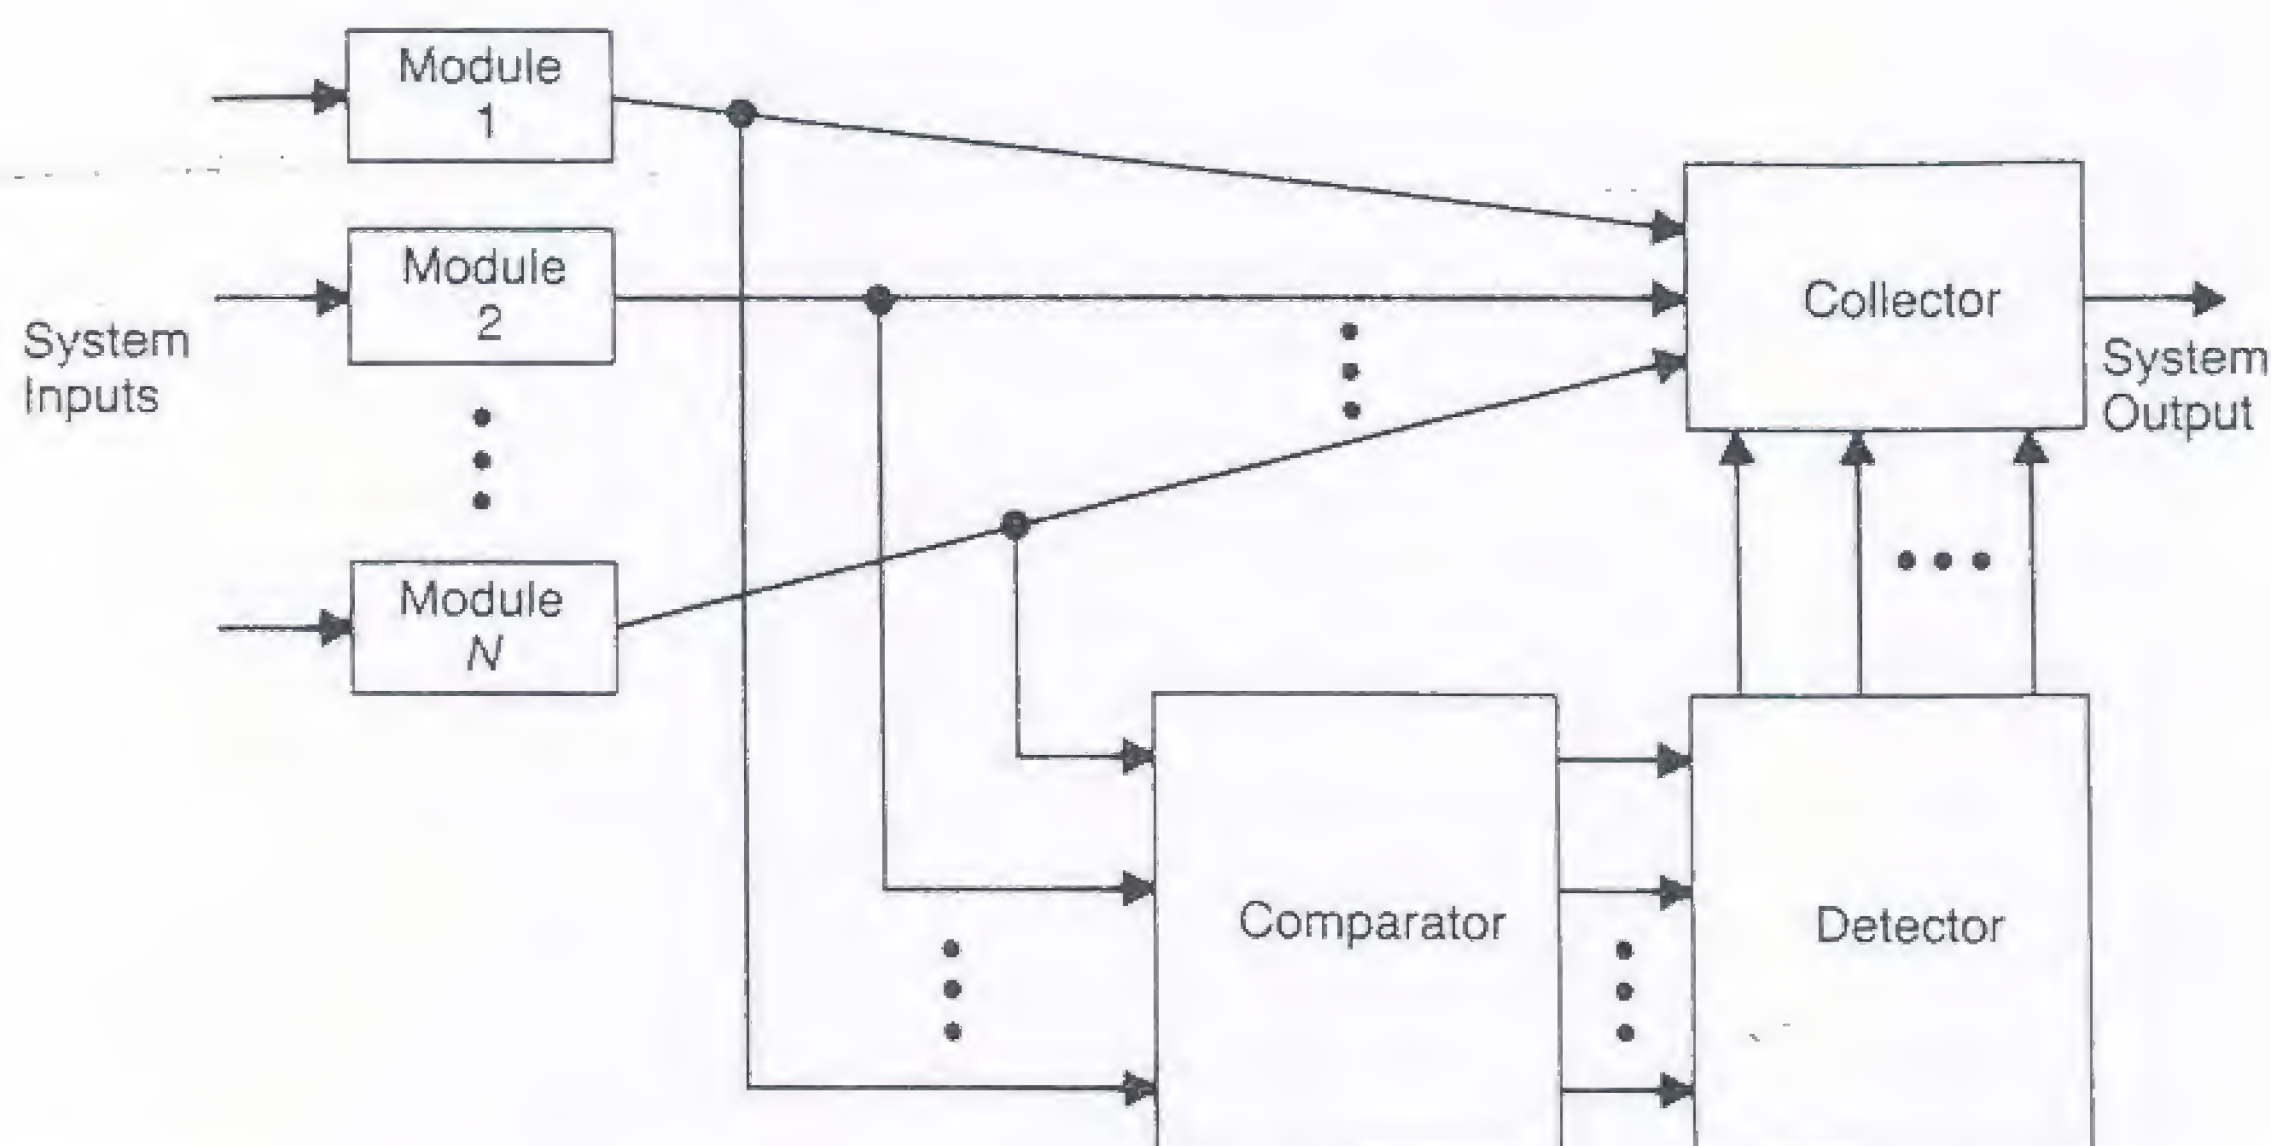 Module
1
Module
2
System
Inputs
Module
N
Collector
System
Output
Comparator
Detector